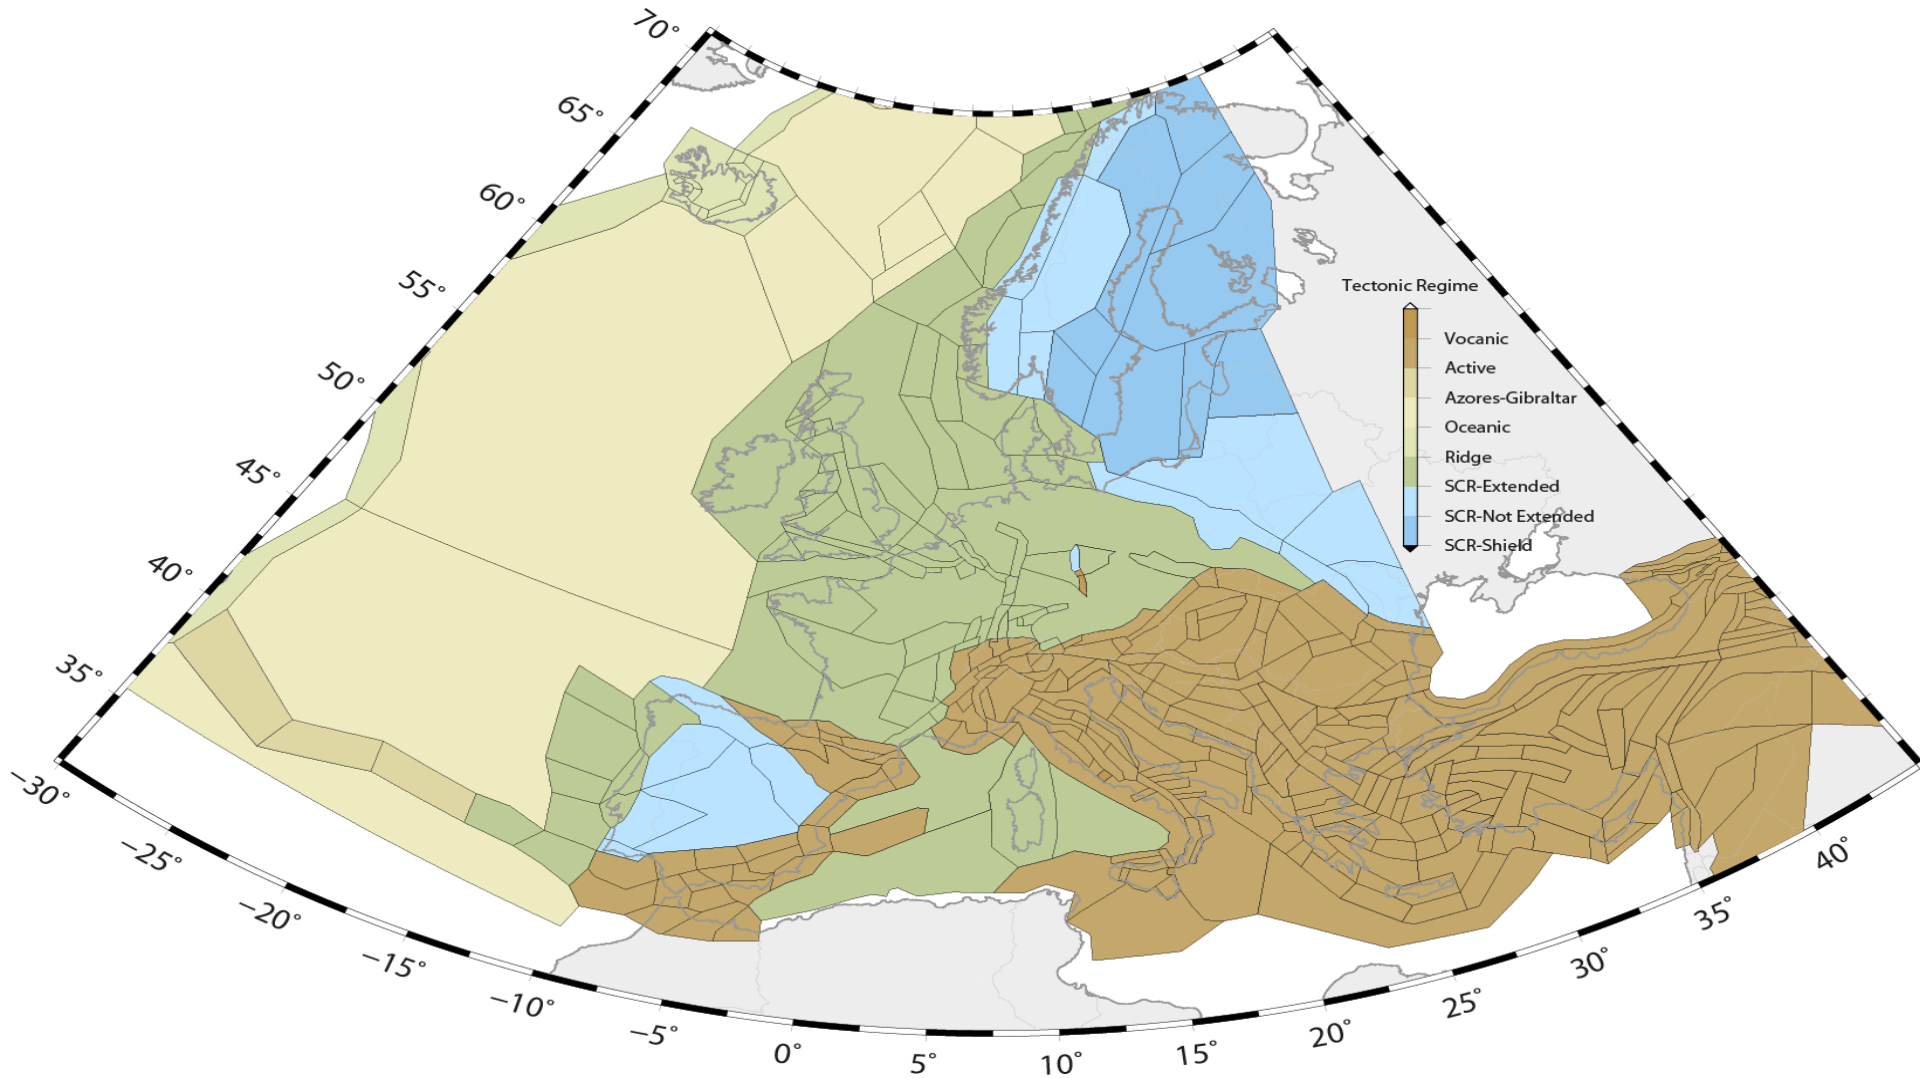 70°
65°
60°
55°
50°
45°
40°
35°
Tectonic Regime
Vocanic
Active
Azores-Gibraltar
Oceanic
Ridge
SCR-Extended
SCR-Not Extended
SCR-Shield
−30°
−25°
−20°
−15°
−10°
−5°
0°
5°
10°
15°
20°
25°
30°
35°
40°